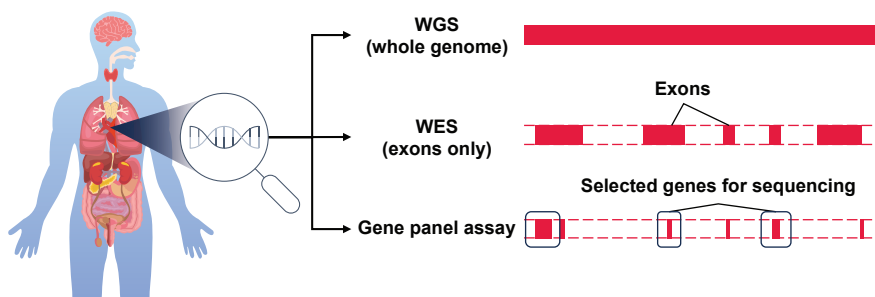 WGS
(whole genome)
Exons
WES
(exons only)
Selected genes for sequencing
Gene panel assay